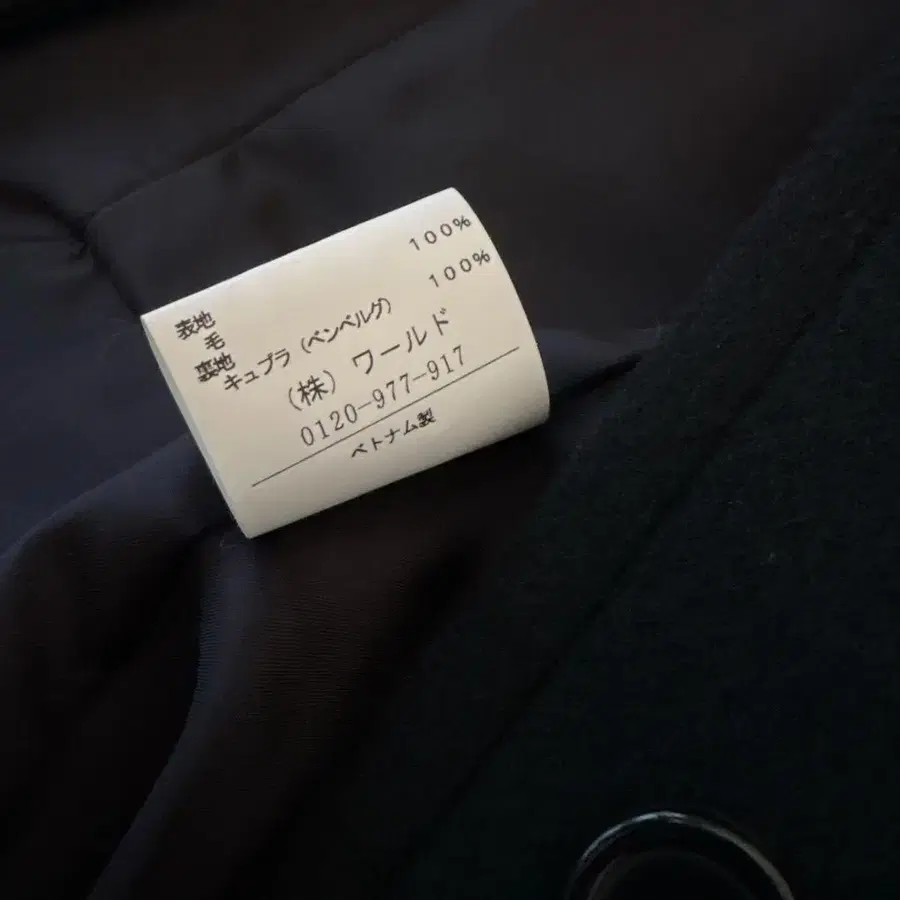 表地
毛 100%
裏地
キュプラ（ベンベルグ） 100%
（株）ワールド
0120-977-917
ベトナム製